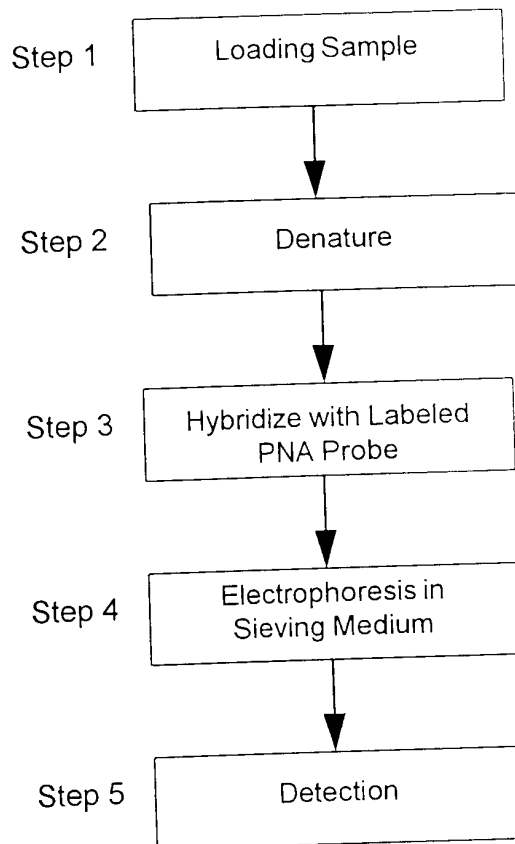 Step 1
Loading Sample
Step 2
Denature
Step 3
Hybridize with Labeled
PNA Probe
Step 4
Electrophoresis in
Sieving Medium
Step 5
Detection